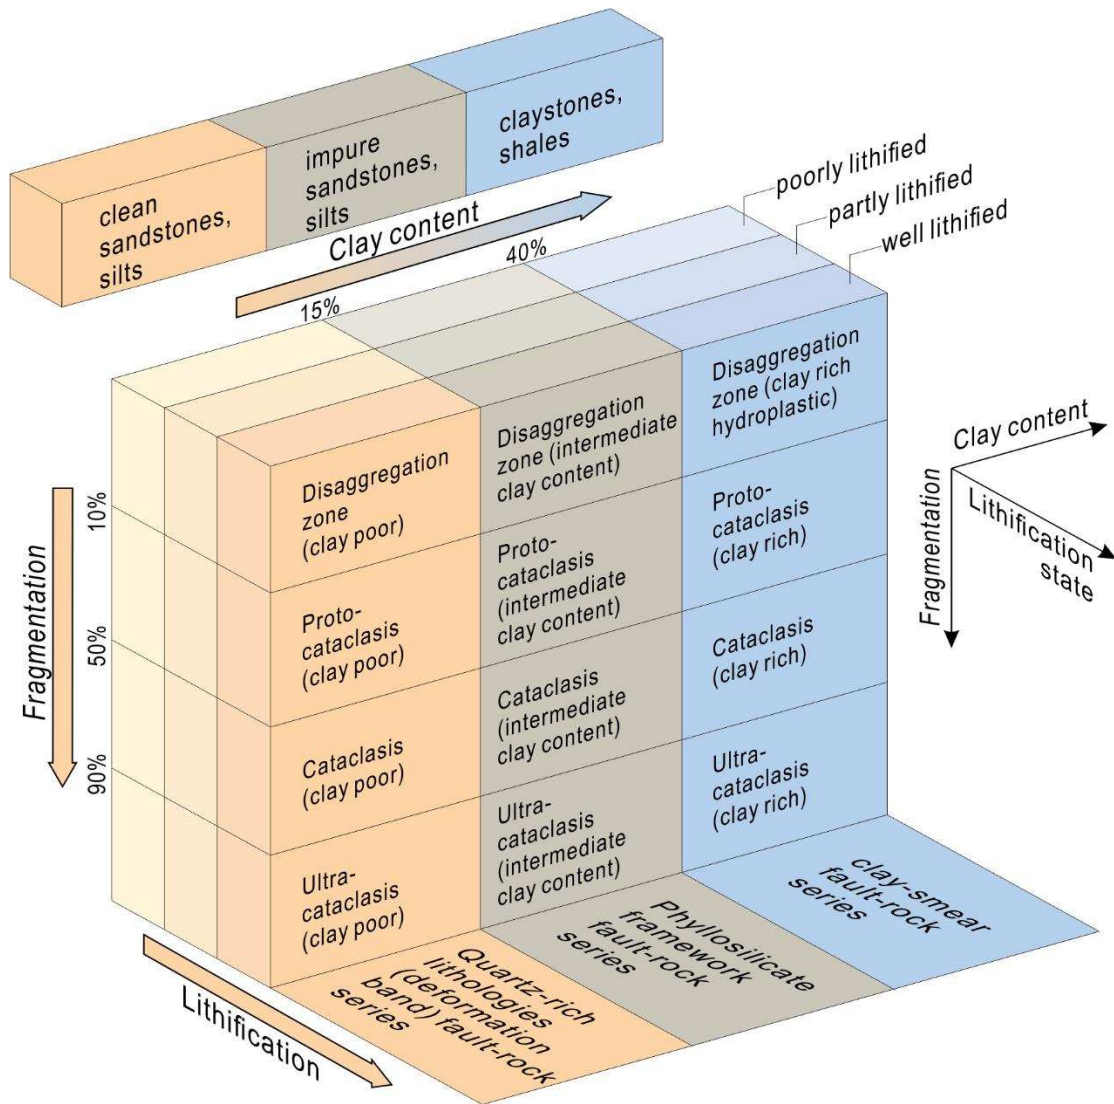 clean
sandstones,
silts
impure
sandstones,
silts
claystones,
shales
Clay content
15%
40%
poorly lithified
partly lithified
well lithified
Disaggregation
zone
(clay poor)
Disaggregation
zone (intermediate
clay content)
Disaggregation
zone (clay rich
hydroplastic)
Proto-
cataclasis
(clay poor)
Proto-
cataclasis
(intermediate
clay content)
Proto-
cataclasis
(clay rich)
Cataclasis
(clay poor)
Cataclasis
(intermediate
clay content)
Cataclasis
(clay rich)
Ultra-
cataclasis
(clay poor)
Ultra-
cataclasis
(intermediate
clay content)
Ultra-
cataclasis
(clay rich)
Fragmentation
10%
50%
90%
Lithification
Quartz-rich
lithologies
(deformation
band) fault-rock
series
Phyllosilicate
framework
fault-rock
series
clay-smear
fault-rock
series
Clay content
Fragmentation
Lithification
state